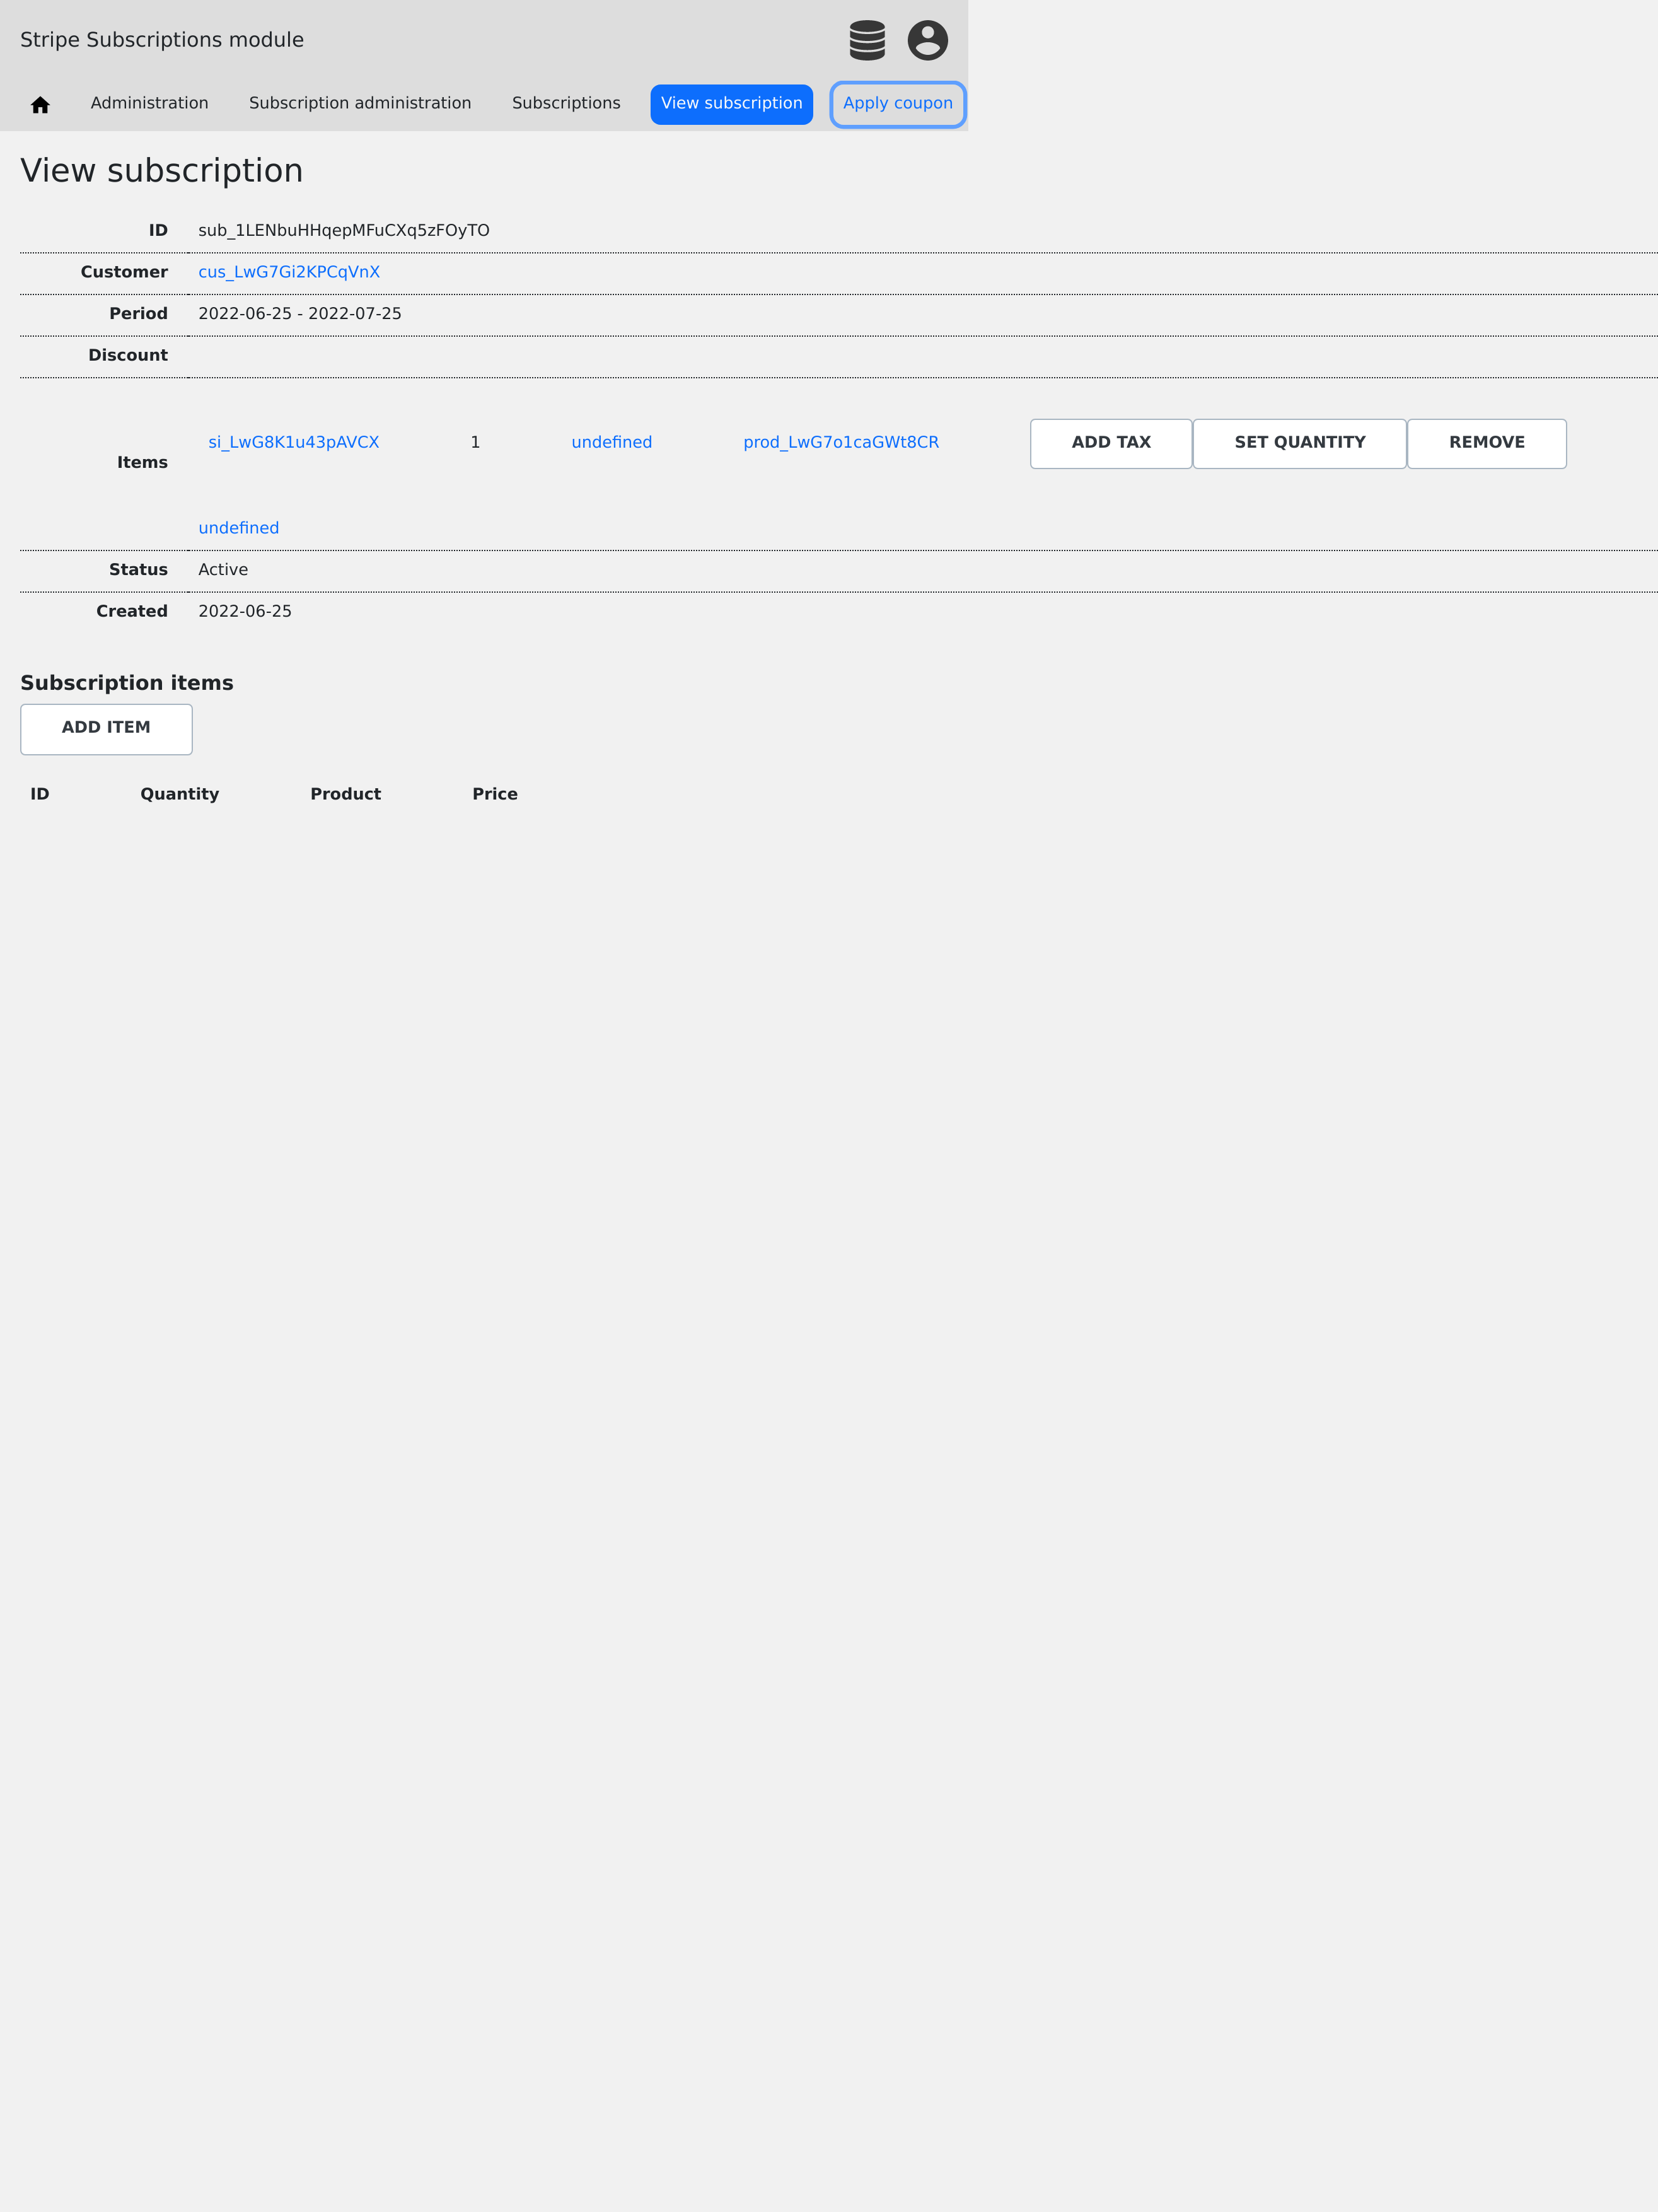 Stripe Subscriptions module
Administration Subscription administration Subscriptions View subscription Apply coupon
View subscription
ID sub_1LENbuHHqepMFuCXq5zFOyTO
Customer cus_LwG7Gi2KPCqVnX
Period 2022-06-25 - 2022-07-25
Discount
Items si_LwG8K1u43pAVCX 1 undefined prod_LwG7o1caGWt8CR ADD TAX SET QUANTITY REMOVE
undefined
Status Active
Created 2022-06-25
Subscription items
ADD ITEM
ID Quantity Product Price